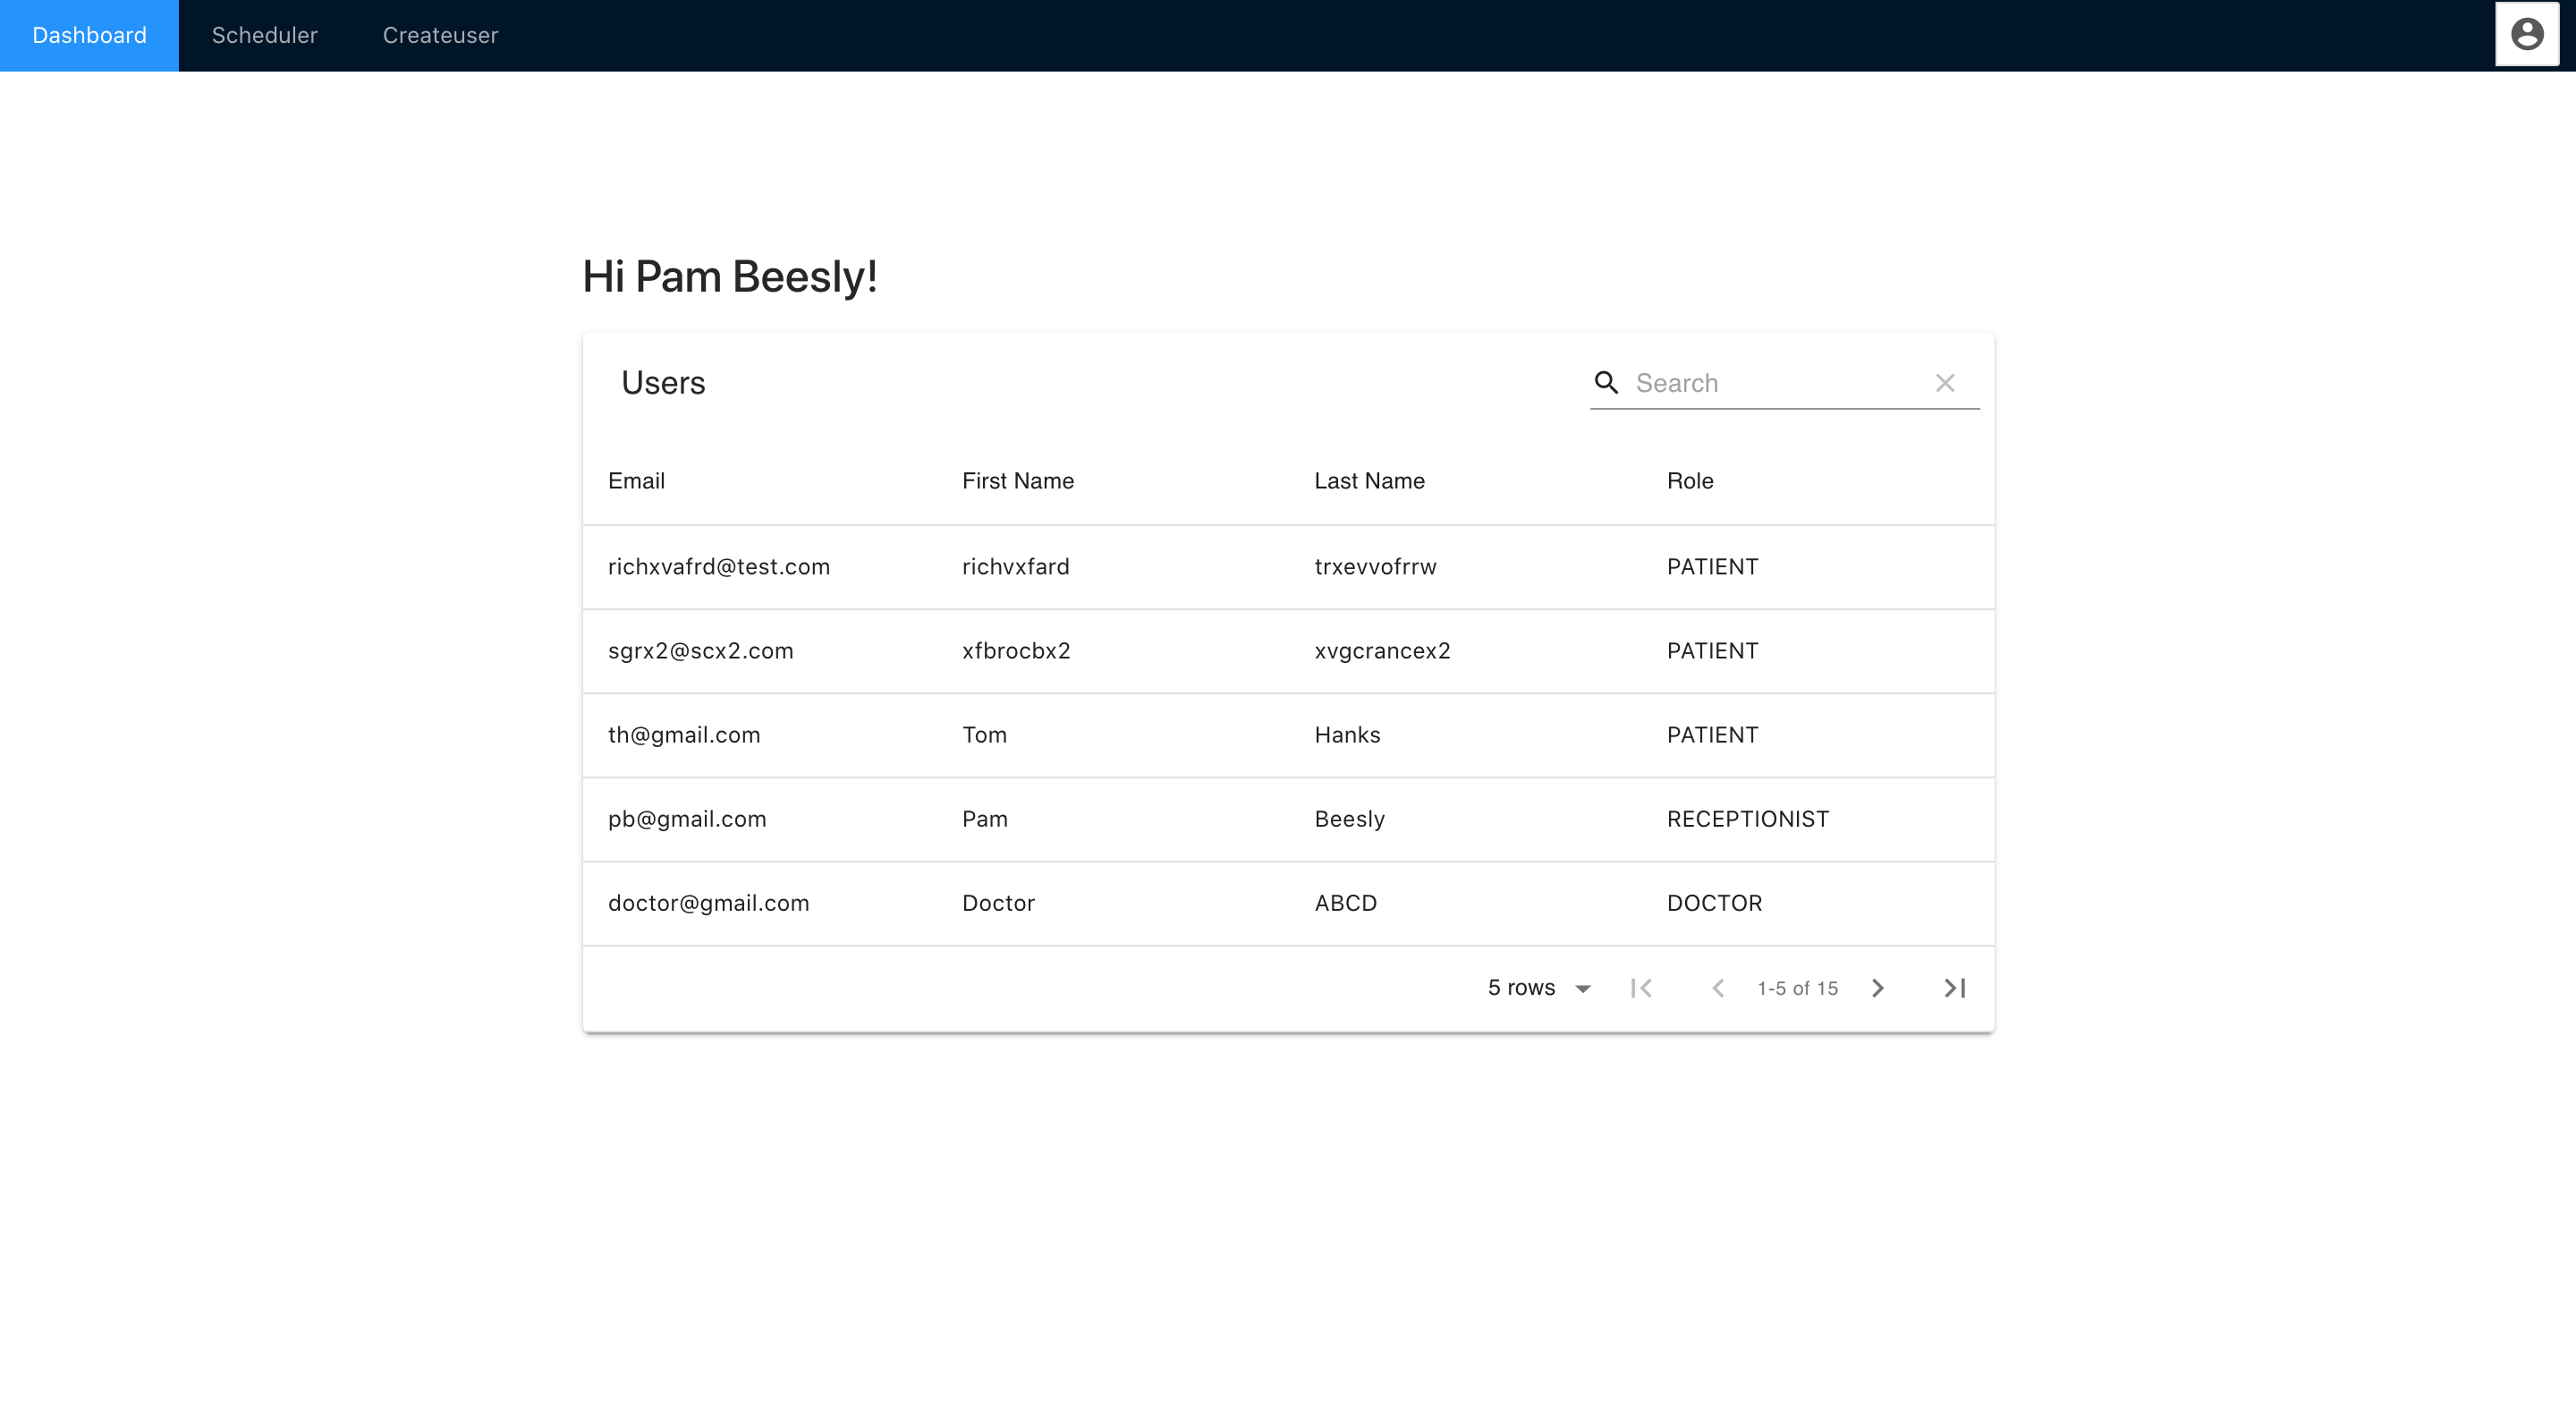 Dashboard Scheduler Createuser
Hi Pam Beesly!
Users Search
Email First Name Last Name Role
richxvafrd@test.com richvxfard trxevvofrrw PATIENT
sgrx2@scx2.com xfbrocbx2 xvgcrancex2 PATIENT
th@gmail.com Tom Hanks PATIENT
pb@gmail.com Pam Beesly RECEPTIONIST
doctor@gmail.com Doctor ABCD DOCTOR
5 rows 1-5 of 15